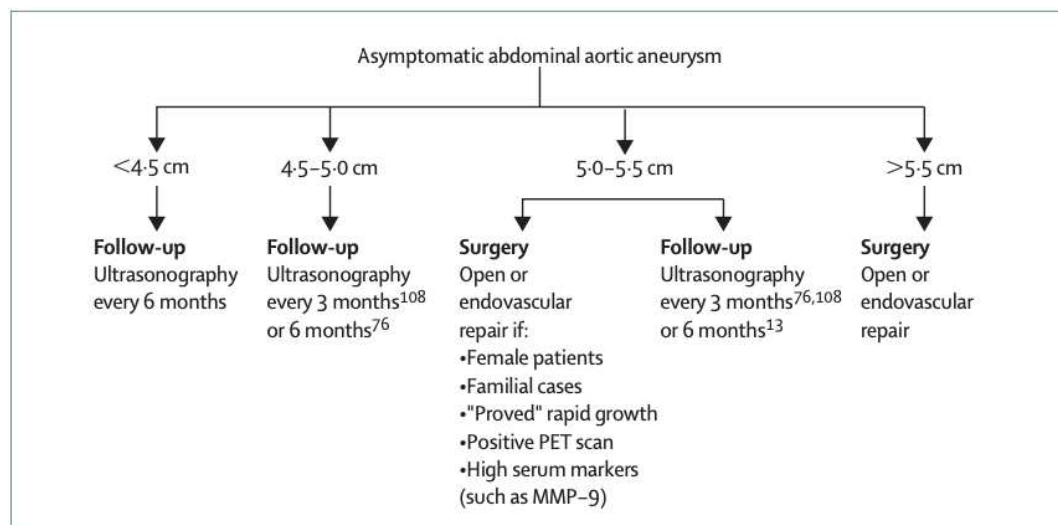 Asymptomatic abdominal aortic aneurysm
<4·5 cm
4·5–5·0 cm
5·0–5·5 cm
>5·5 cm
Follow-up
Ultrasonography
every 6 months
Follow-up
Ultrasonography
every 3 months108
or 6 months76
Surgery
Open or
endovascular
repair if:
•Female patients
•Familial cases
•"Proved" rapid growth
•Positive PET scan
•High serum markers
(such as MMP–9)
Follow-up
Ultrasonography
every 3 months76,108
or 6 months13
Surgery
Open or
endovascular
repair